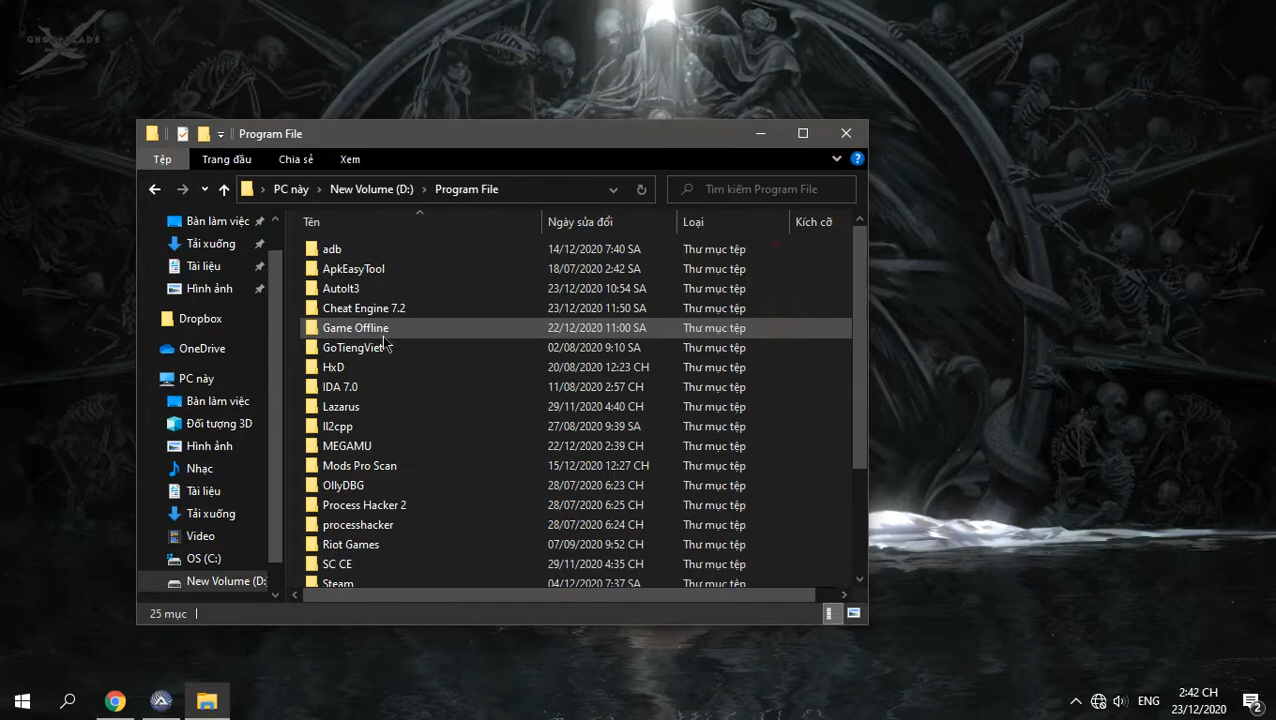 GHOSTBLADE
Program File
Tệp Trang đầu Chia sẻ Xem
PC này New Volume (D:) Program File Tìm kiếm Program File
Tên Ngày sửa đổi Loại Kích cỡ
Bàn làm việc
Tải xuống
Tài liệu
Hình ảnh
Dropbox
OneDrive
PC này
Bàn làm việc
Đối tượng 3D
Hình ảnh
Nhạc
Tài liệu
Tải xuống
Video
OS (C:)
New Volume (D:
adb 14/12/2020 7:40 SA Thư mục tệp
ApkEasyTool 18/07/2020 2:42 SA Thư mục tệp
AutoIt3 23/12/2020 10:54 SA Thư mục tệp
Cheat Engine 7.2 23/12/2020 11:50 SA Thư mục tệp
Game Offline 22/12/2020 11:00 SA Thư mục tệp
GoTiengViet 02/08/2020 9:10 SA Thư mục tệp
HxD 20/08/2020 12:23 CH Thư mục tệp
IDA 7.0 11/08/2020 2:57 CH Thư mục tệp
Lazarus 29/11/2020 4:40 CH Thư mục tệp
Il2cpp 27/08/2020 9:39 SA Thư mục tệp
MEGAMU 22/12/2020 2:39 CH Thư mục tệp
Mods Pro Scan 15/12/2020 12:27 CH Thư mục tệp
OllyDBG 28/07/2020 6:23 CH Thư mục tệp
Process Hacker 2 28/07/2020 6:25 CH Thư mục tệp
processhacker 28/07/2020 6:24 CH Thư mục tệp
Riot Games 07/09/2020 9:52 CH Thư mục tệp
SC CE 29/11/2020 4:35 CH Thư mục tệp
Steam 04/12/2020 7:37 SA Thư mục tệp
25 mục
ENG
2:42 CH
23/12/2020
2